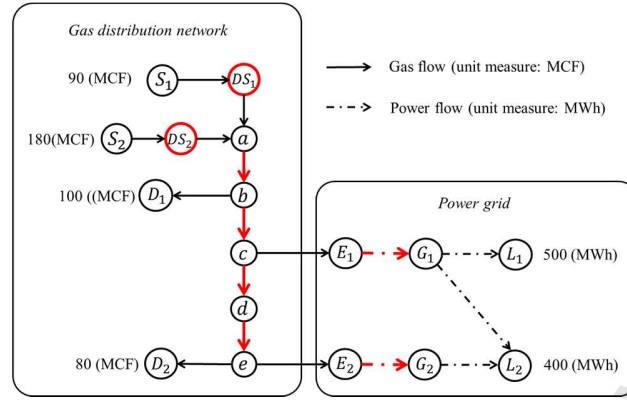 Gas distribution network
90 (MCF) S₁ DS₁
Gas flow (unit measure: MCF)
Power flow (unit measure: MWh)
180(MCF) S₂ DS₂ a
100 ((MCF) D₁ b
Power grid
c E₁ G₁ L₁ 500 (MWh)
d
80 (MCF) D₂ e E₂ G₂ L₂ 400 (MWh)